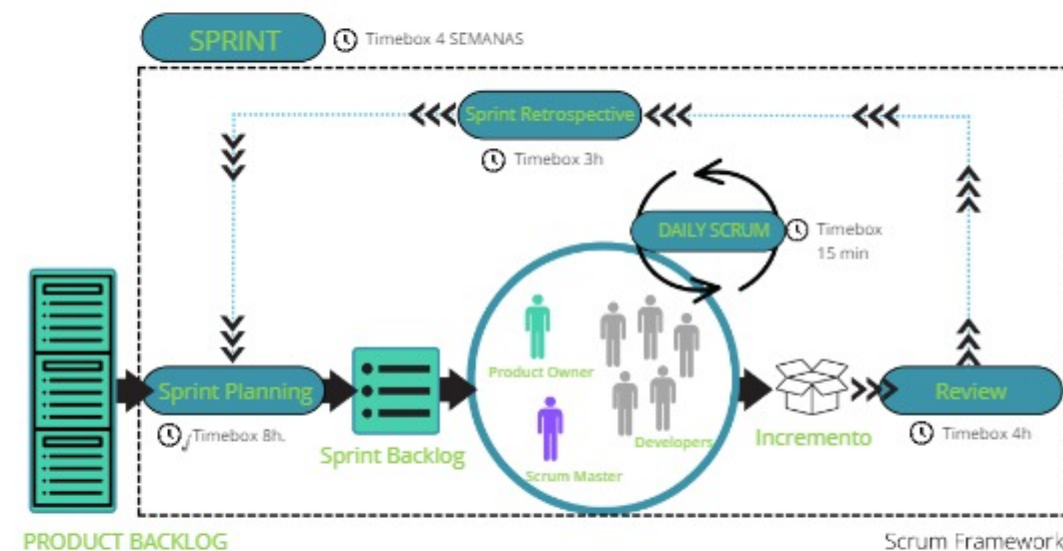 SPRINT
Timebox 4 SEMANAS
Sprint Retrospective
Timebox 3h
DAILY SCRUM
Timebox
15 min
Product Owner
Sprint Planning
Review
Timebox 8h.
Developers
Incremento
Timebox 4h
Sprint Backlog
Scrum Master
PRODUCT BACKLOG
Scrum Framework